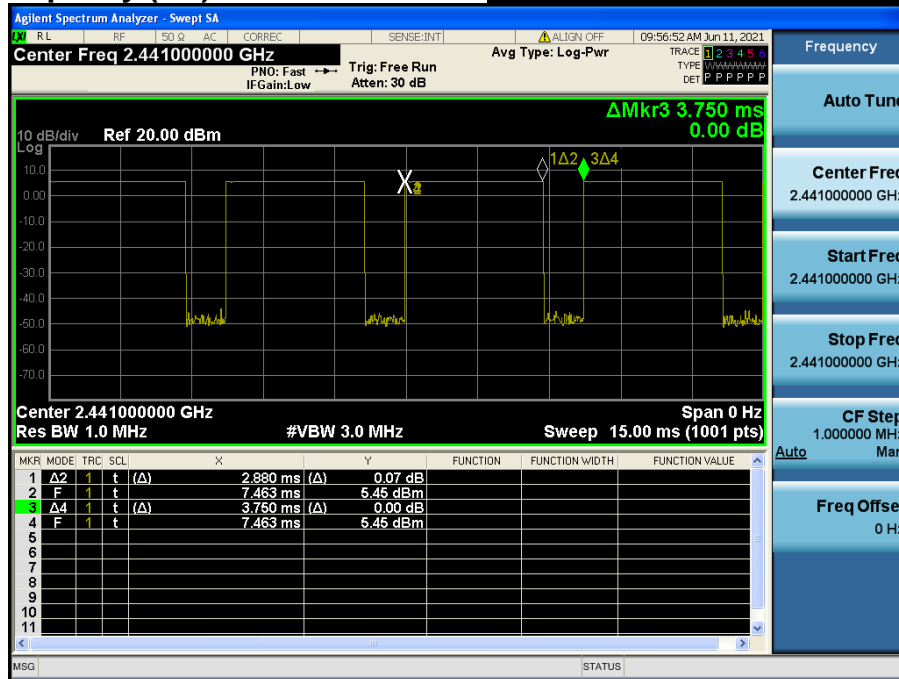 Agilent Spectrum Analyzer - Swept SA
LXI RL RF 50 Ω AC CORREC SENSE:INT ALIGN OFF 09:56:52 AM Jun 11, 2021
Center Freq 2.441000000 GHz
PNO: Fast
IFGain:Low
Trig: Free Run
Atten: 30 dB
Avg Type: Log-Pwr
TRACE 1 2 3 4 5 6
TYPE WWWWWW
DET P P P P P P
ΔMkr3 3.750 ms
0.00 dB
10 dB/div Ref 20.00 dBm
Log
10.0
0.00
-10.0
-20.0
-30.0
-40.0
-50.0
-60.0
-70.0
1Δ2 3Δ4
Center 2.441000000 GHz Span 0 Hz
Res BW 1.0 MHz #VBW 3.0 MHz Sweep 15.00 ms (1001 pts)
MKR MODE TRC SCL X Y FUNCTION FUNCTION WIDTH FUNCTION VALUE
1 Δ2 1 t (Δ) 2.880 ms (Δ) 0.07 dB
2 F 1 t 7.463 ms 5.45 dBm
3 Δ4 1 t (Δ) 3.750 ms (Δ) 0.00 dB
4 F 1 t 7.463 ms 5.45 dBm
5
6
7
8
9
10
11
MSG STATUS
Frequency
Auto Tune
Center Freq
2.441000000 GHz
Start Freq
2.441000000 GHz
Stop Freq
2.441000000 GHz
CF Step
1.000000 MHz
Auto Man
Freq Offset
0 Hz